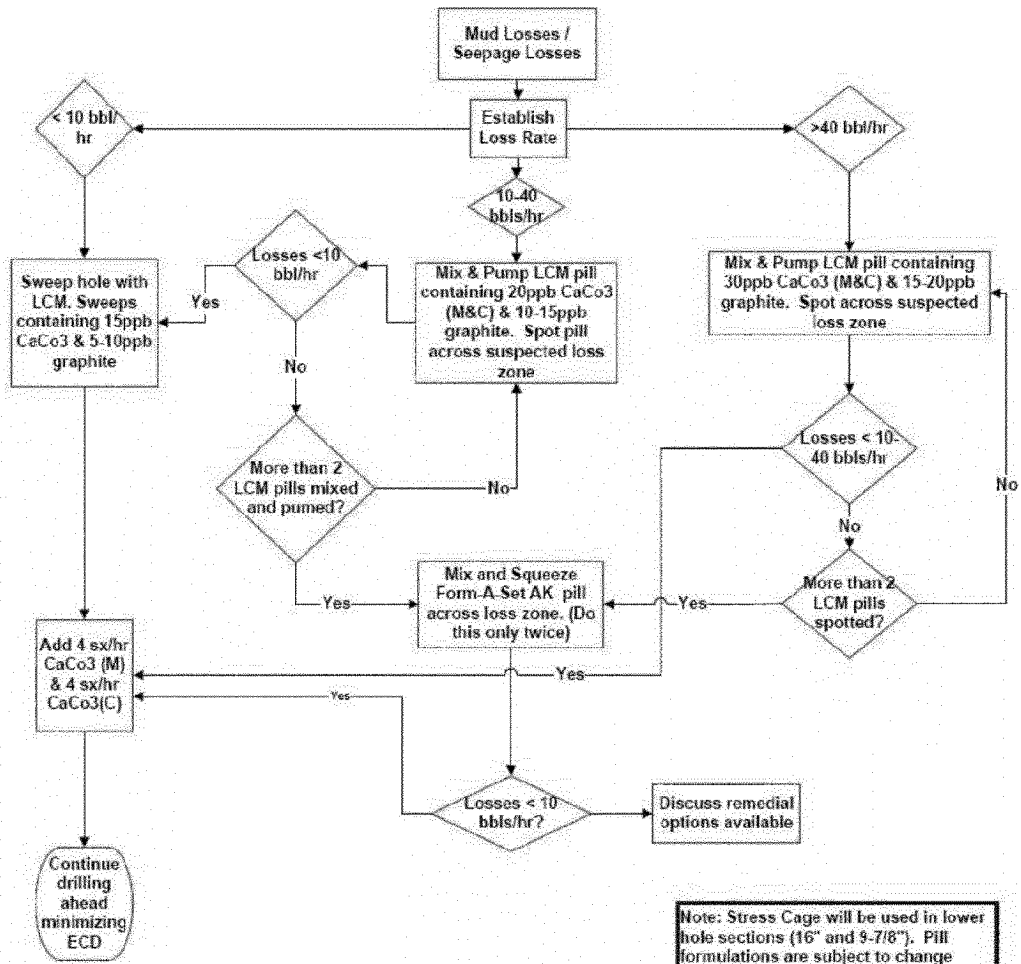 Mud Losses /
Seepage Losses
< 10 bbl/
hr
Establish
Loss Rate
>40 bbl/hr
10-40
bbls/hr
Losses <10
bbl/hr
Sweep hole with
LCM. Sweeps
containing 15ppb
CaCo3 & 5-10ppb
graphite
Yes
Mix & Pump LCM pill
containing 20ppb CaCo3
(M&C) & 10-15ppb
graphite. Spot pill
across suspected loss
zone
Mix & Pump LCM pill containing
30ppb CaCo3 (M&C) & 15-20ppb
graphite. Spot across suspected
loss zone
No
More than 2
LCM pills mixed
and pumed?
No
Losses < 10-
40 bbls/hr
No
No
Yes
Mix and Squeeze
Form-A-Set AK pill
across loss zone. (Do
this only twice)
Yes
More than 2
LCM pills
spotted?
Add 4 sx/hr
CaCo3 (M)
& 4 sx/hr
CaCo3(C)
Yes
Yes
Losses < 10
bbls/hr?
Discuss remedial
options available
Continue
drilling
ahead
minimizing
ECD
Note: Stress Cage will be used in lower
hole sections (16" and 9-7/8"). Pill
formulations are subject to change